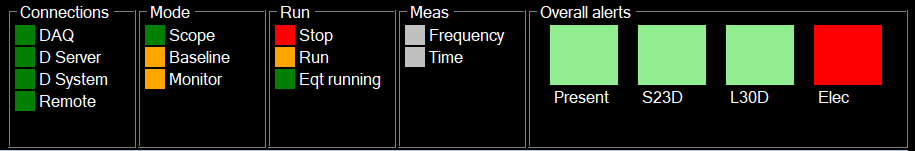 Connections
DAQ
D Server
D System
Remote
Mode
Scope
Baseline
Monitor
Run
Stop
Run
Eqt running
Meas
Frequency
Time
Overall alerts
Present S23D L30D Elec